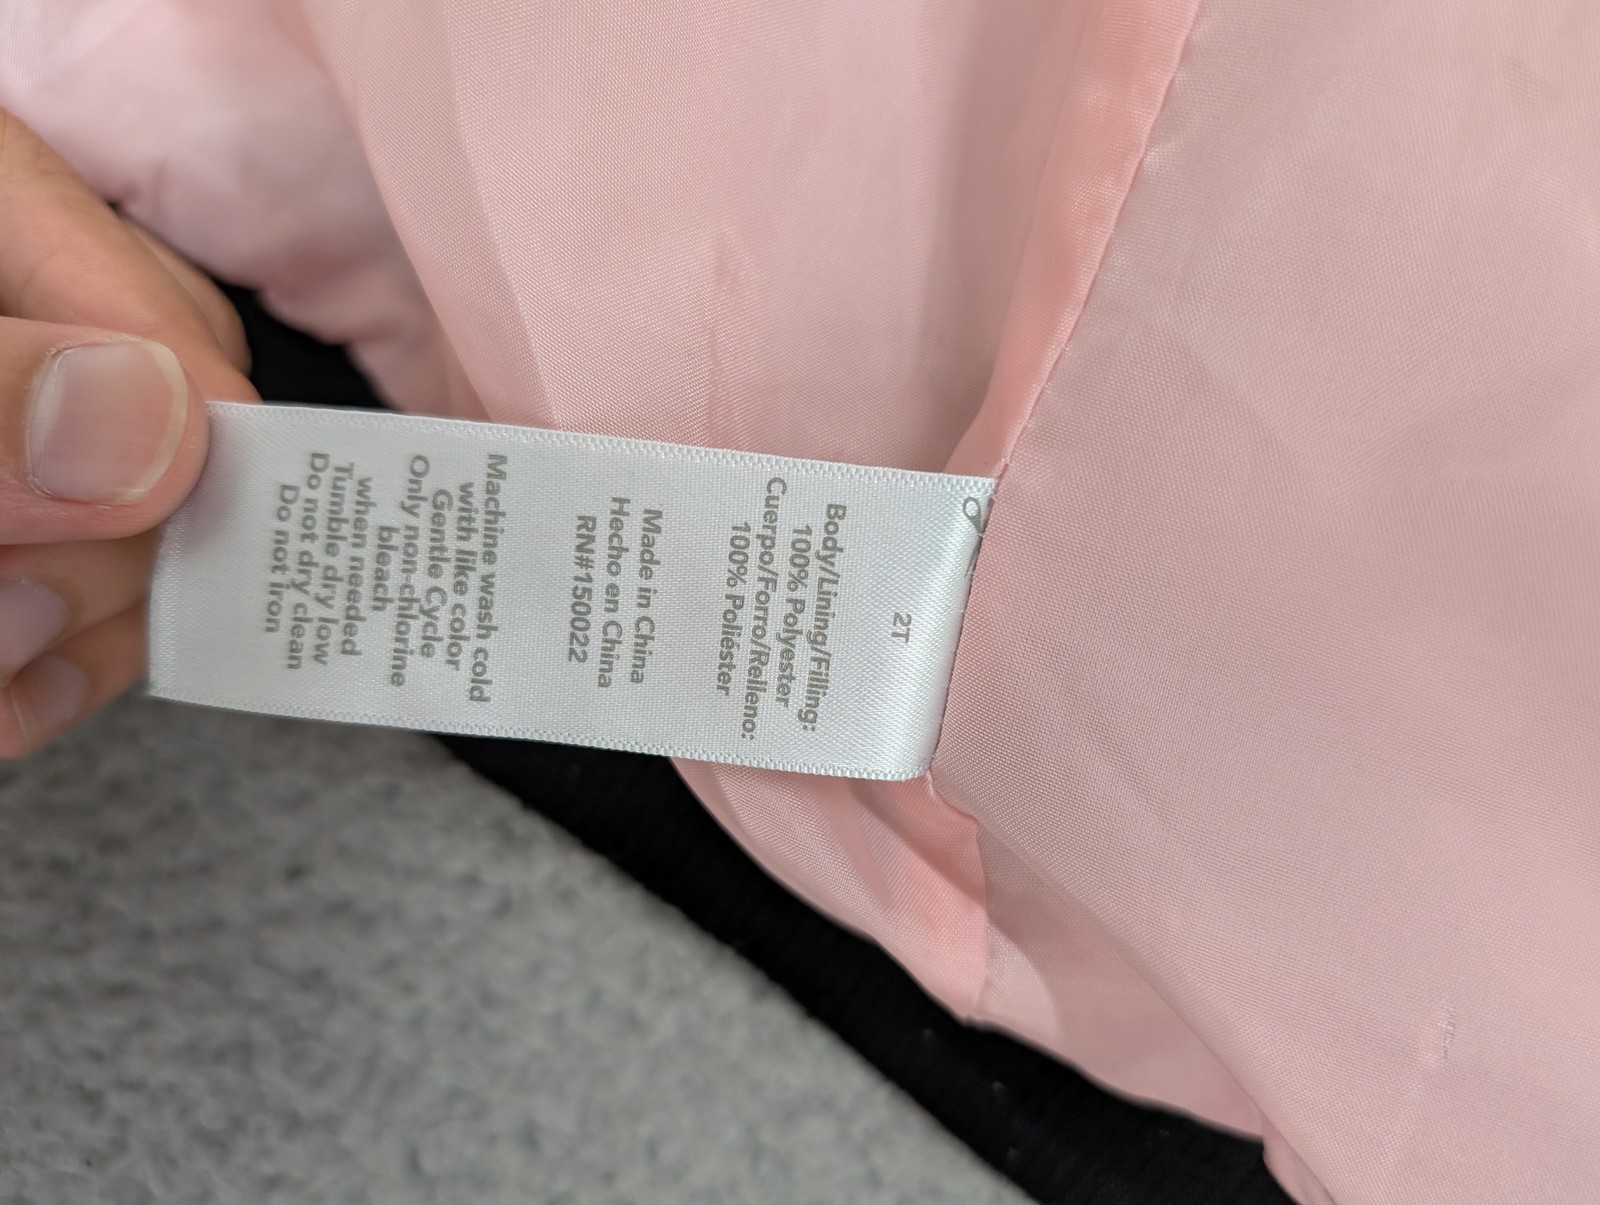 2T
Body/Lining/Filling:
100% Polyester
Cuerpo/Forro/Relleno:
100% Poliéster
Made in China
Hecho en China
RN#150022
Machine wash cold
with like color
Gentle Cycle
Only non-chlorine
bleach
when needed
Tumble dry low
Do not dry clean
Do not iron